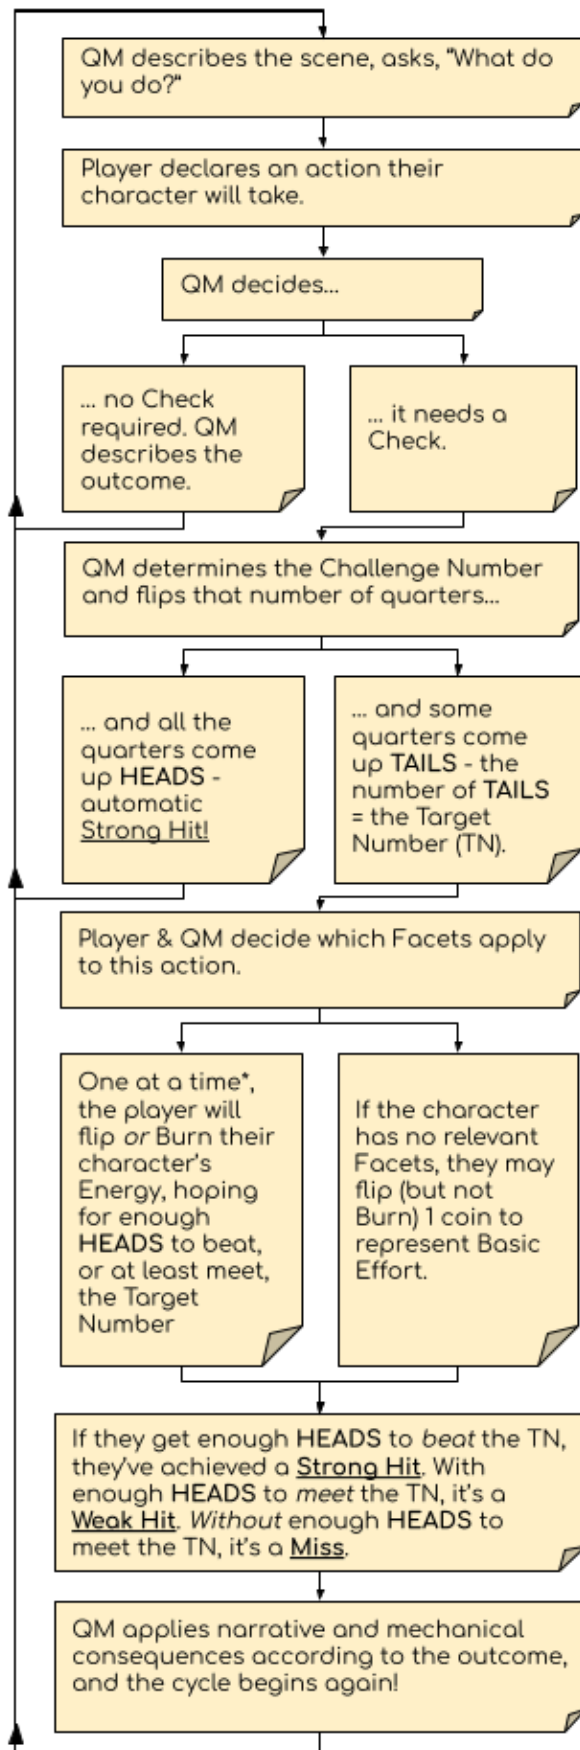 QM describes the scene, asks, "What do
you do?"
Player declares an action their
character will take.
QM decides...
... no Check
required. QM
describes the
outcome.
... it needs a
Check.
QM determines the Challenge Number
and flips that number of quarters...
... and all the
quarters come
up HEADS -
automatic
Strong Hit!
... and some
quarters come
up TAILS - the
number of TAILS
= the Target
Number (TN).
Player & QM decide which Facets apply
to this action.
One at a time*,
the player will
flip or Burn their
character's
Energy, hoping
for enough
HEADS to beat,
or at least meet,
the Target
Number
If the character
has no relevant
Facets, they may
flip (but not
Burn) 1 coin to
represent Basic
Effort.
If they get enough HEADS to beat the TN,
they've achieved a Strong Hit. With
enough HEADS to meet the TN, it's a
Weak Hit. Without enough HEADS to
meet the TN, it's a Miss.
QM applies narrative and mechanical
consequences according to the outcome,
and the cycle begins again!